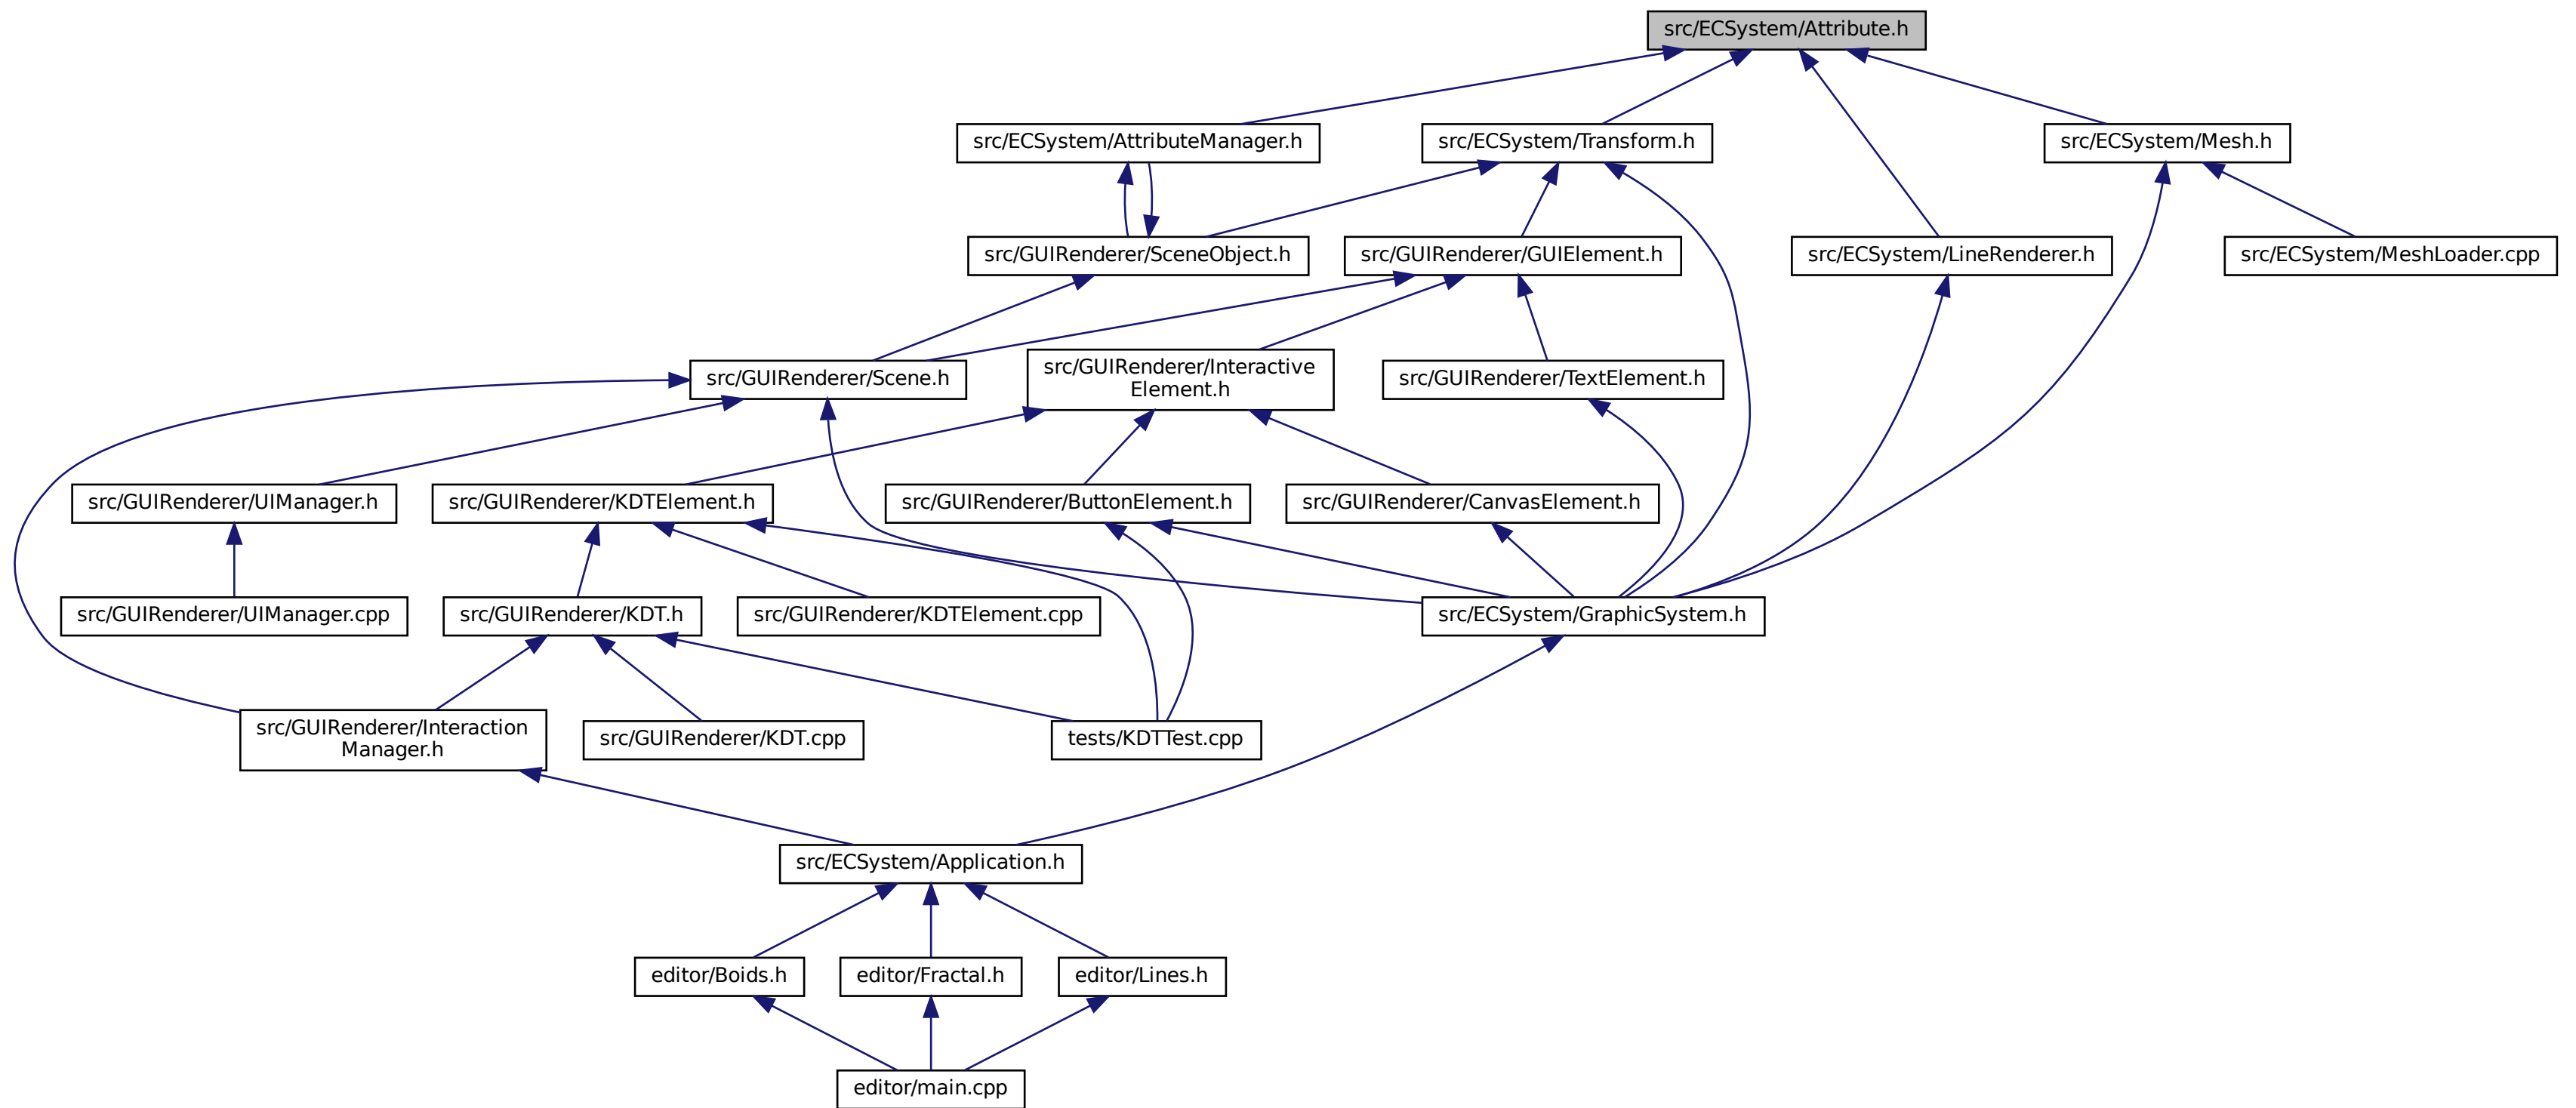 src/ECSystem/Attribute.h
src/ECSystem/AttributeManager.h
src/ECSystem/Transform.h
src/ECSystem/Mesh.h
src/GUIRenderer/SceneObject.h
src/GUIRenderer/GUIElement.h
src/ECSystem/LineRenderer.h
src/ECSystem/MeshLoader.cpp
src/GUIRenderer/Scene.h
src/GUIRenderer/Interactive
Element.h
src/GUIRenderer/TextElement.h
src/GUIRenderer/UIManager.h
src/GUIRenderer/KDTElement.h
src/GUIRenderer/ButtonElement.h
src/GUIRenderer/CanvasElement.h
src/GUIRenderer/UIManager.cpp
src/GUIRenderer/KDT.h
src/GUIRenderer/KDTElement.cpp
src/ECSystem/GraphicSystem.h
src/GUIRenderer/Interaction
Manager.h
src/GUIRenderer/KDT.cpp
tests/KDTTest.cpp
src/ECSystem/Application.h
editor/Boids.h
editor/Fractal.h
editor/Lines.h
editor/main.cpp